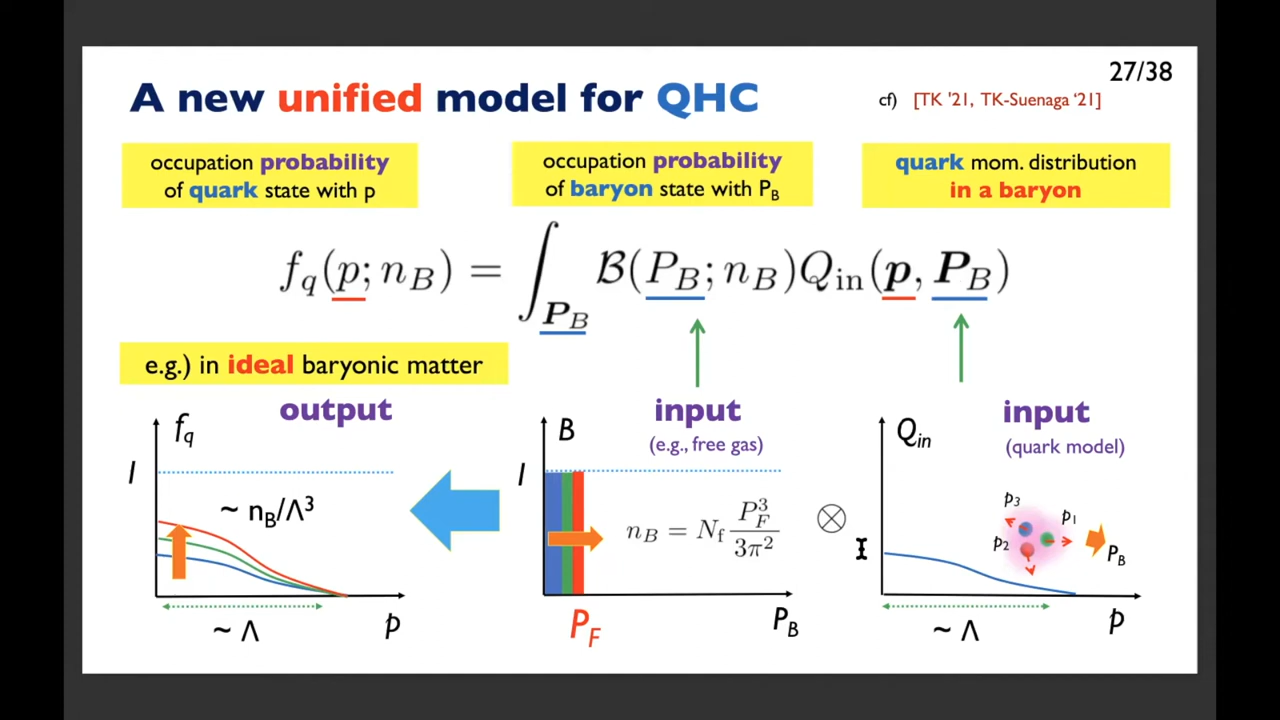 27/38
A new unified model for QHC
cf) [TK '21, TK-Suenaga ‘21]
occupation probability
of quark state with p
occupation probability
of baryon state with P_B
quark mom. distribution
in a baryon
f_q(p; n_B) = ∫_{P_B} B(P_B; n_B)Q_in(p, P_B)
e.g.) in ideal baryonic matter
output
f_q
1
~ n_B/Λ³
~ Λ
p
input
(e.g., free gas)
B
1
n_B = N_f P_F^3/3π²
P_F
P_B
⊗
input
(quark model)
Q_in
p_3
p_1
p_2
P_B
~ Λ
p